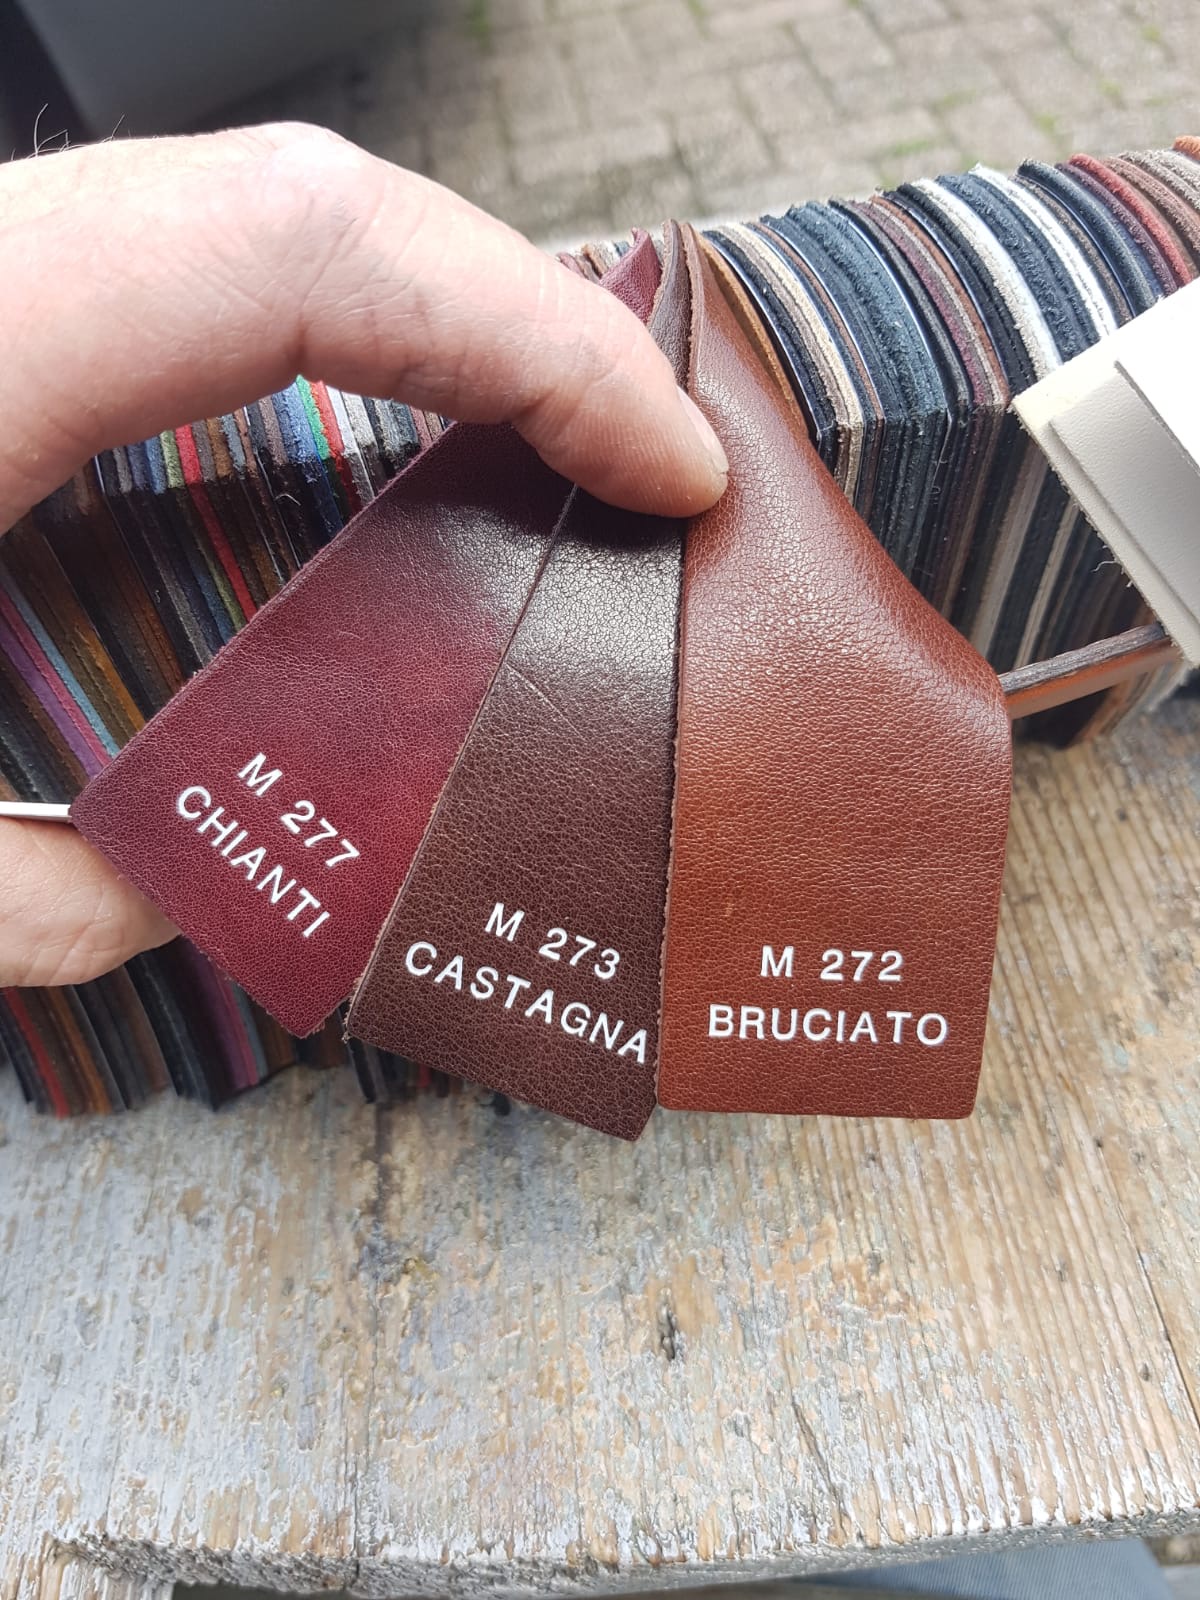 M 277
CHIANTI
M 273
CASTAGNA
M 272
BRUCIATO